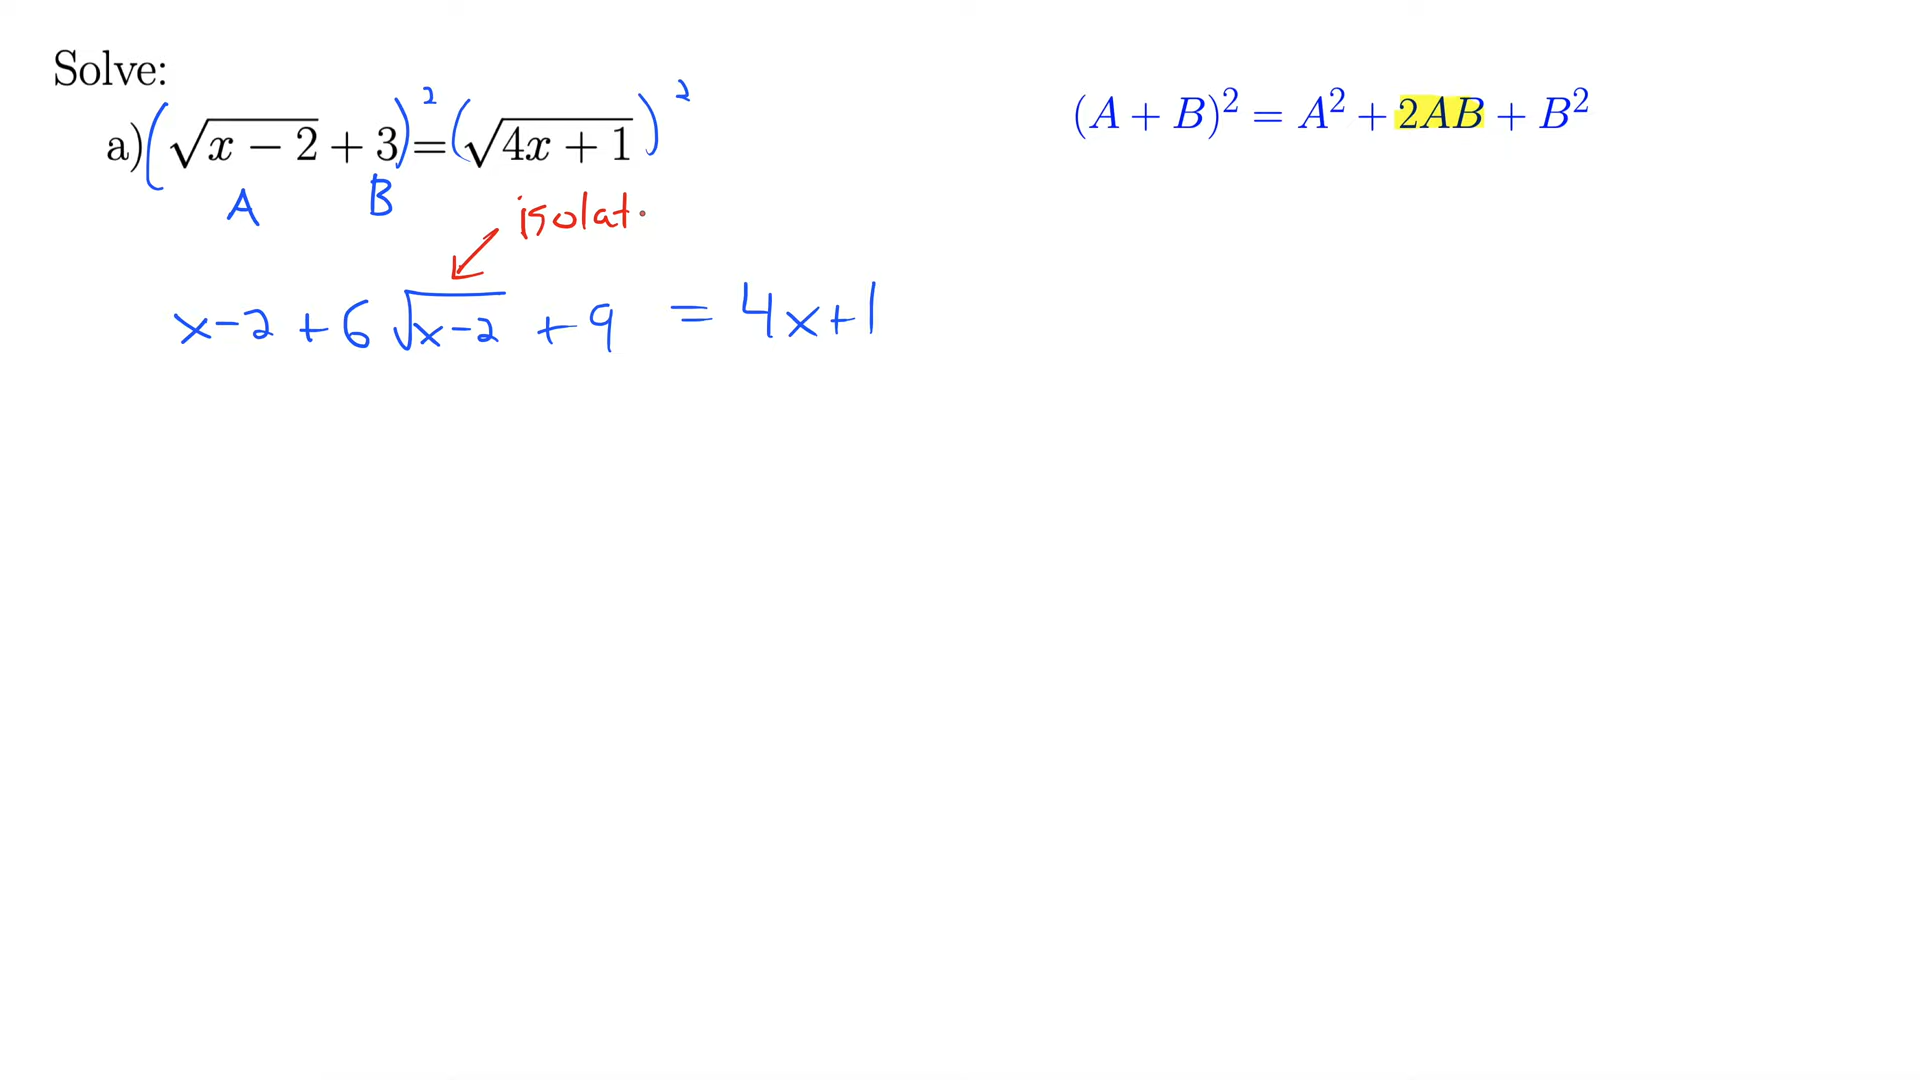 Solve:
a) (√(x − 2) + 3)² = (√(4x + 1))²
(A + B)² = A² + 2AB + B²
A B
isolat
x-2 + 6√(x-2) + 9 = 4x+1